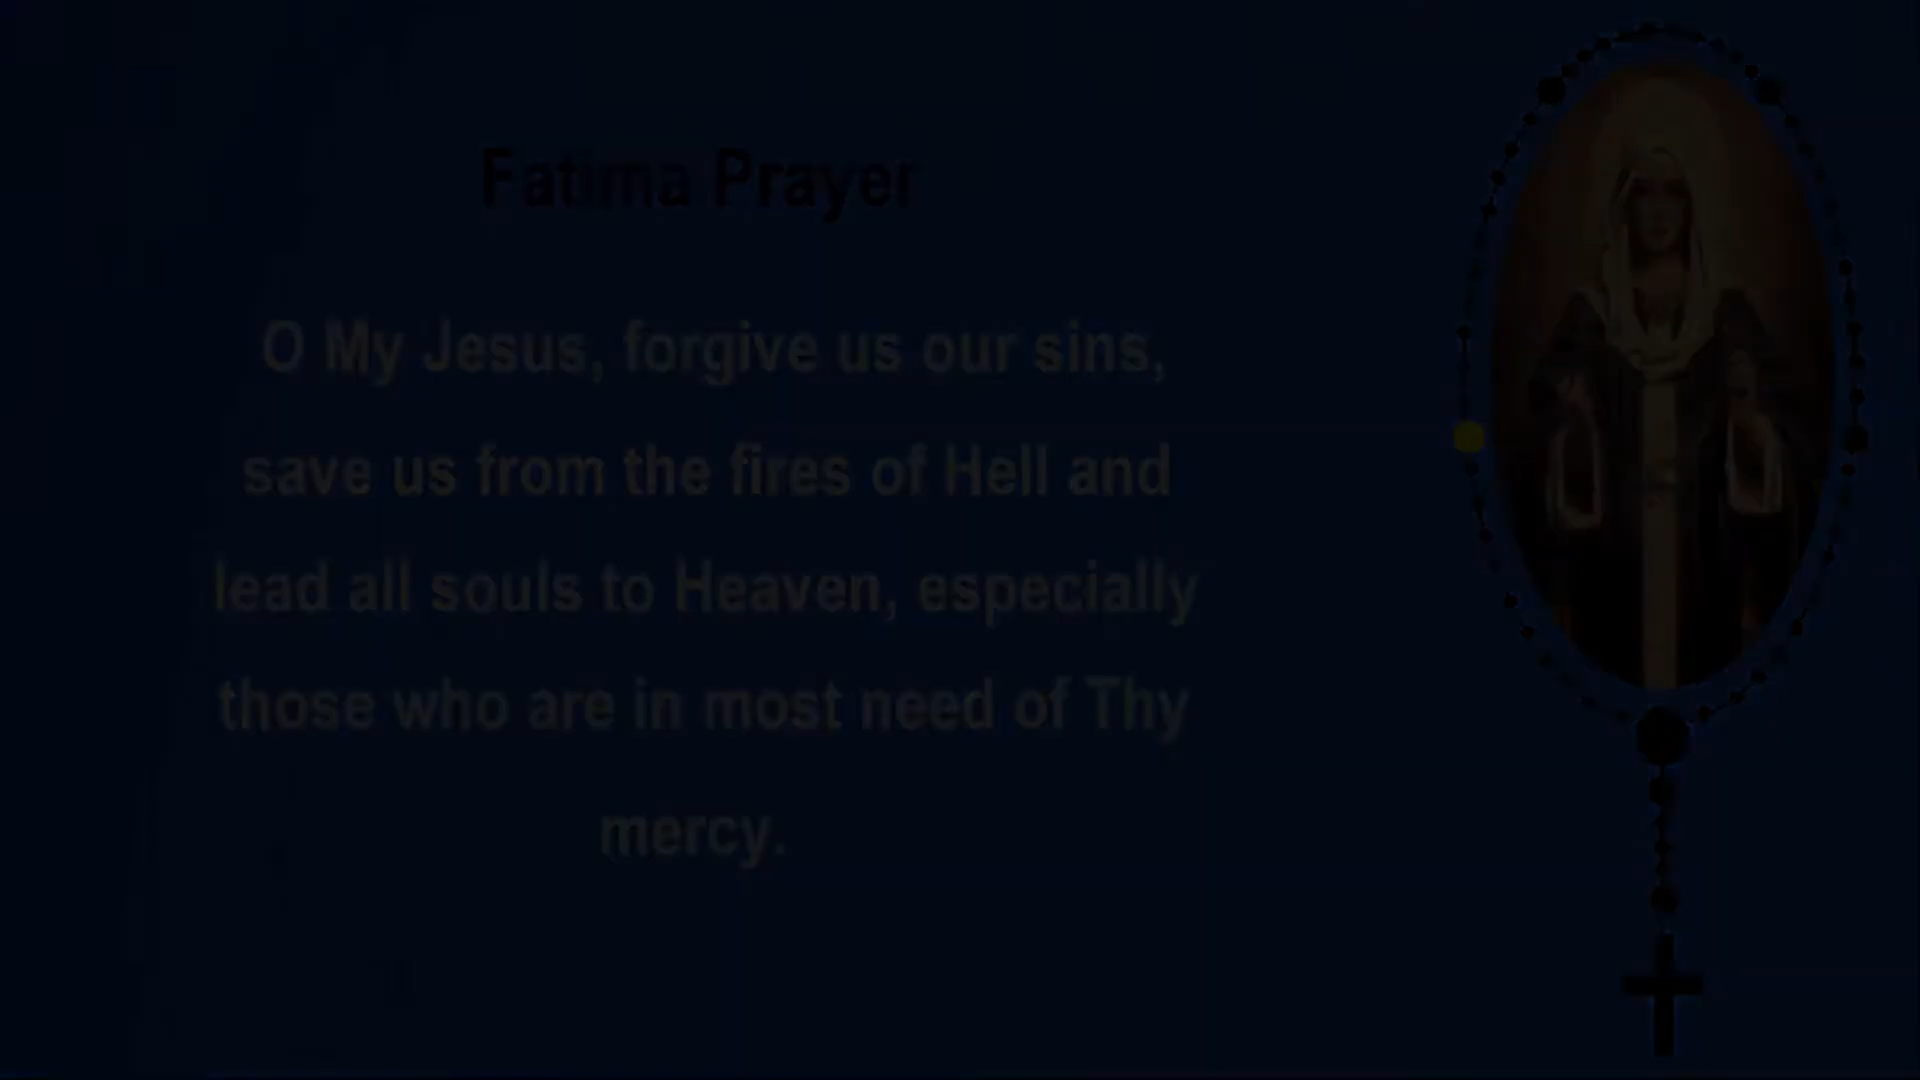 Fatima Prayer
O My Jesus, forgive us our sins,
save us from the fires of Hell and
lead all souls to Heaven, especially
those who are in most need of Thy
mercy.